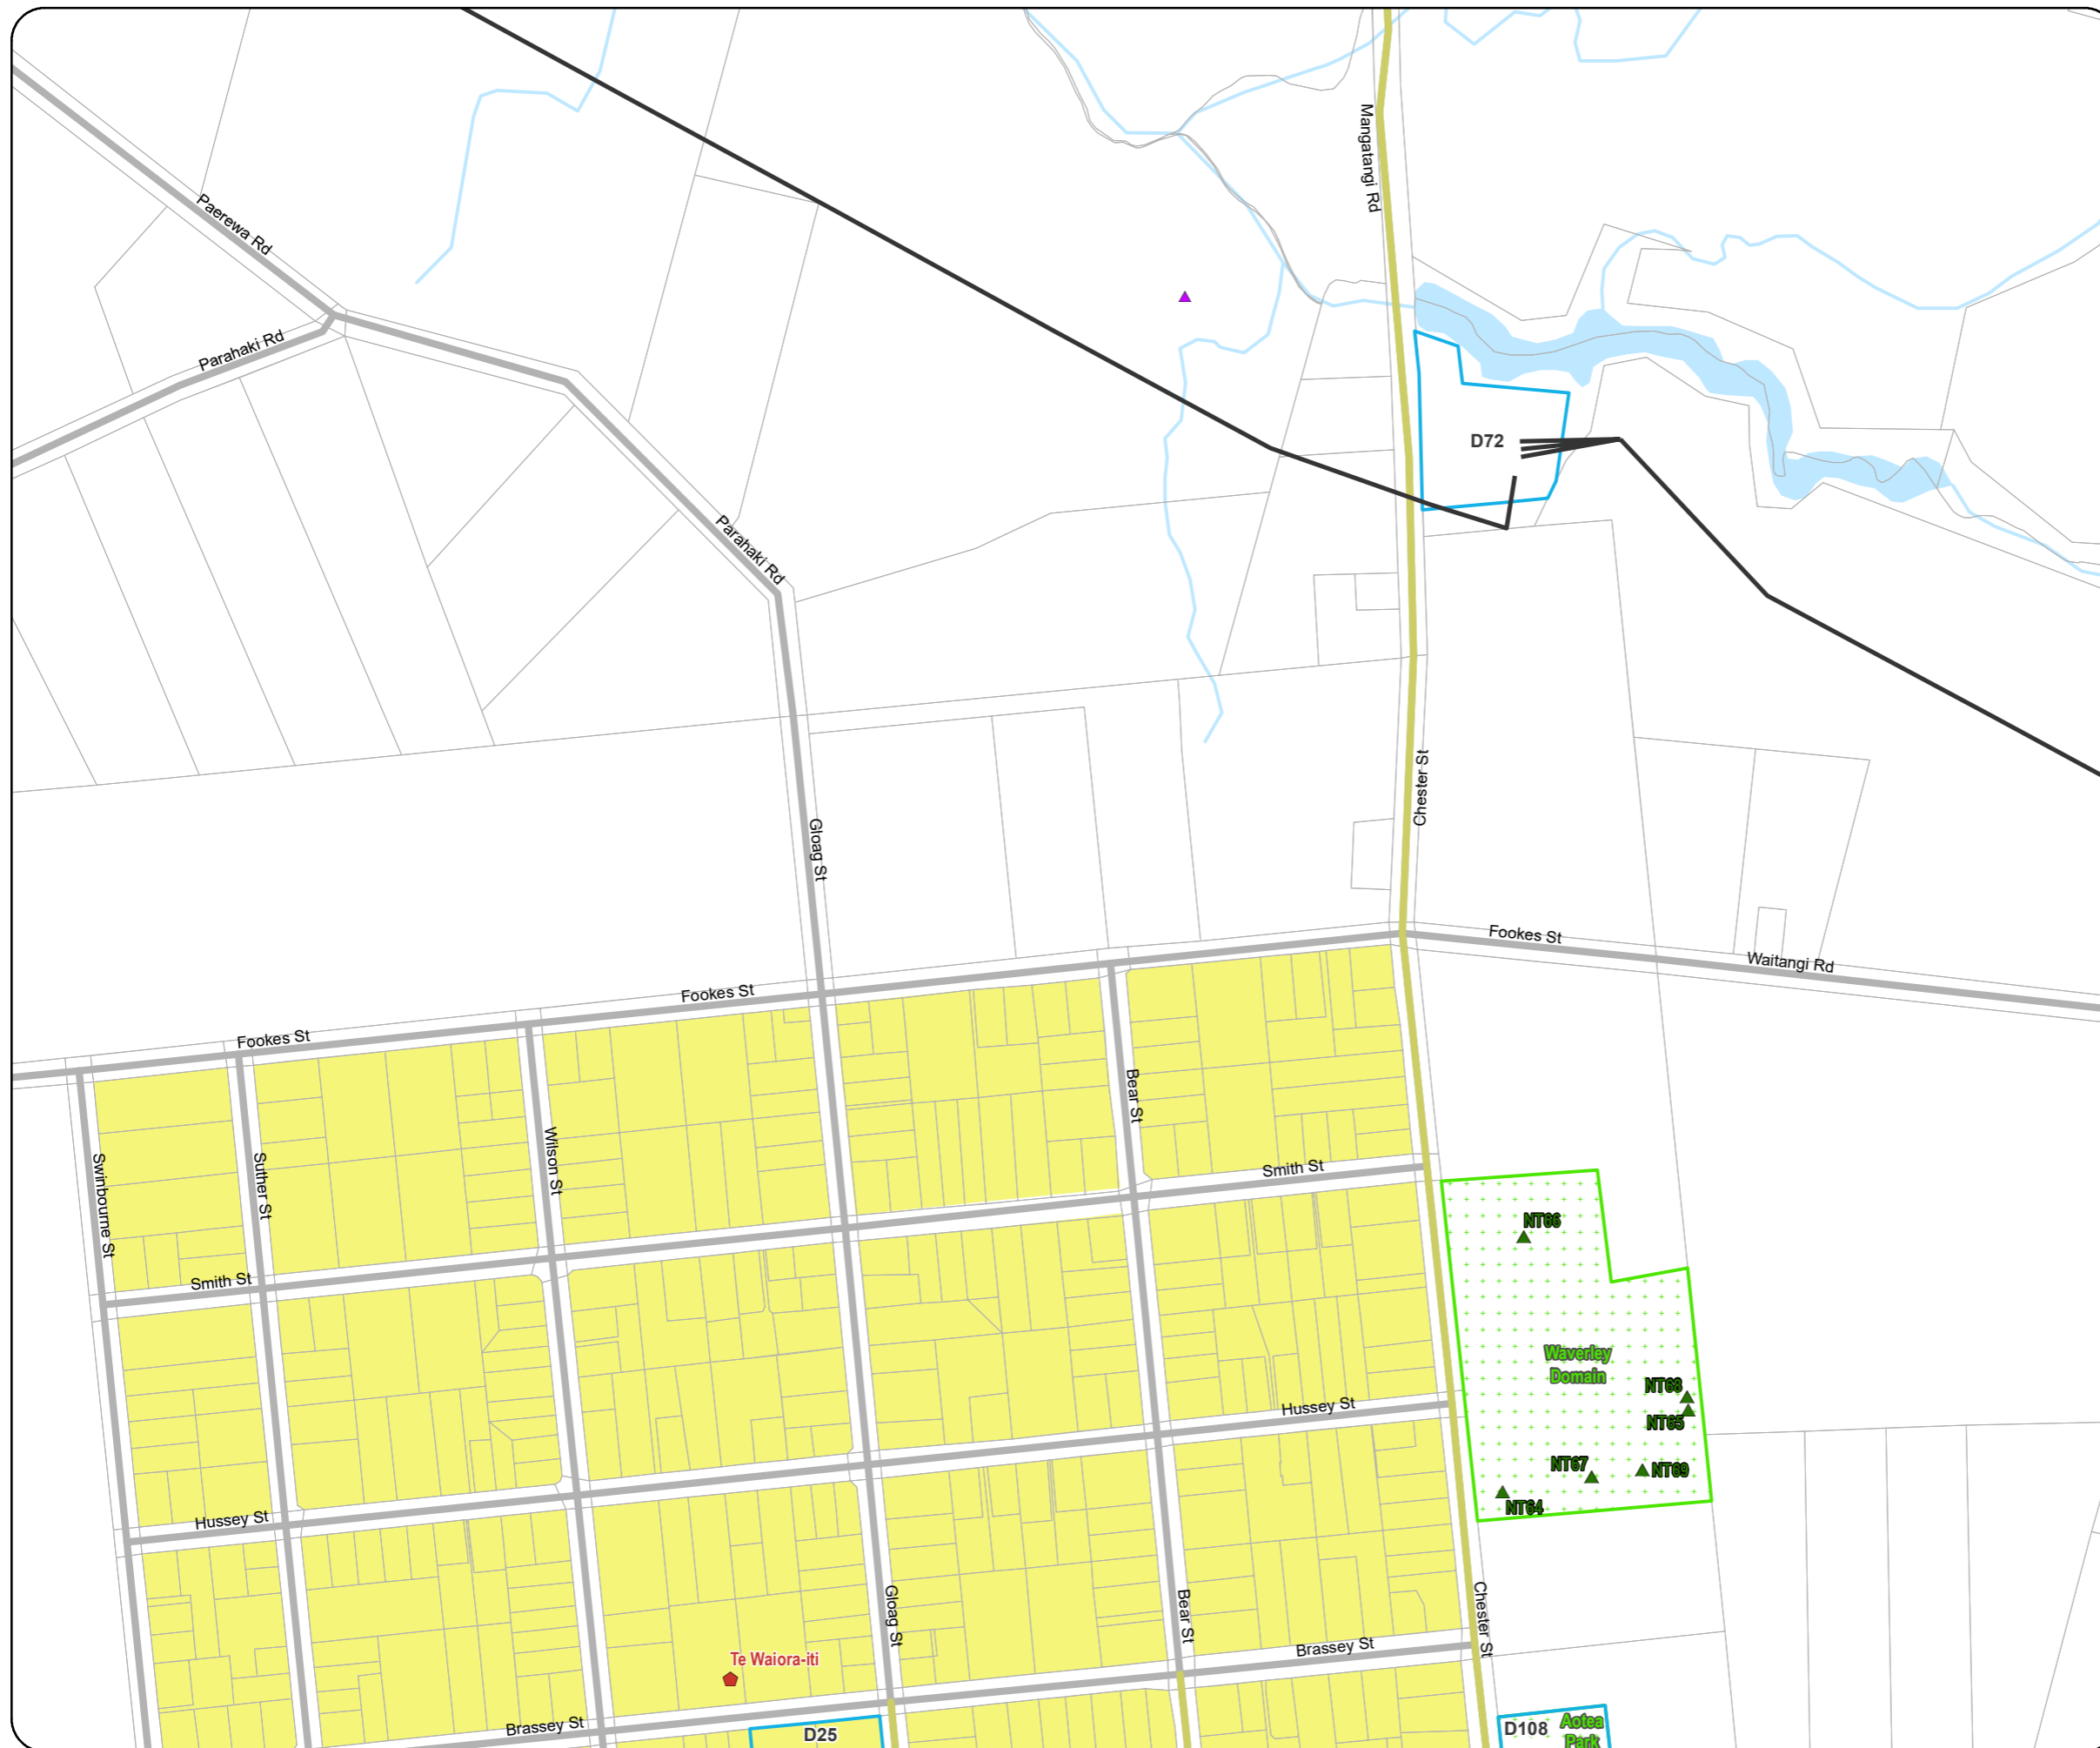 Mangatangi Rd
Paerewa Rd
Parahaki Rd
D72
Parahaki Rd
Chester St
Gloag St
Fookes St
Waitangi Rd
Fookes St
Fookes St
Bear St
Wilson St
Swinbourne St
Suther St
Smith St
NT66
Smith St
Waverley
Domain
NT68
NT65
Hussey St
NT67
NT69
NT64
Hussey St
Gloag St
Bear St
Chester St
Brassey St
Te Waiora-iti
Brassey St
D25
D108
Aotea
Park